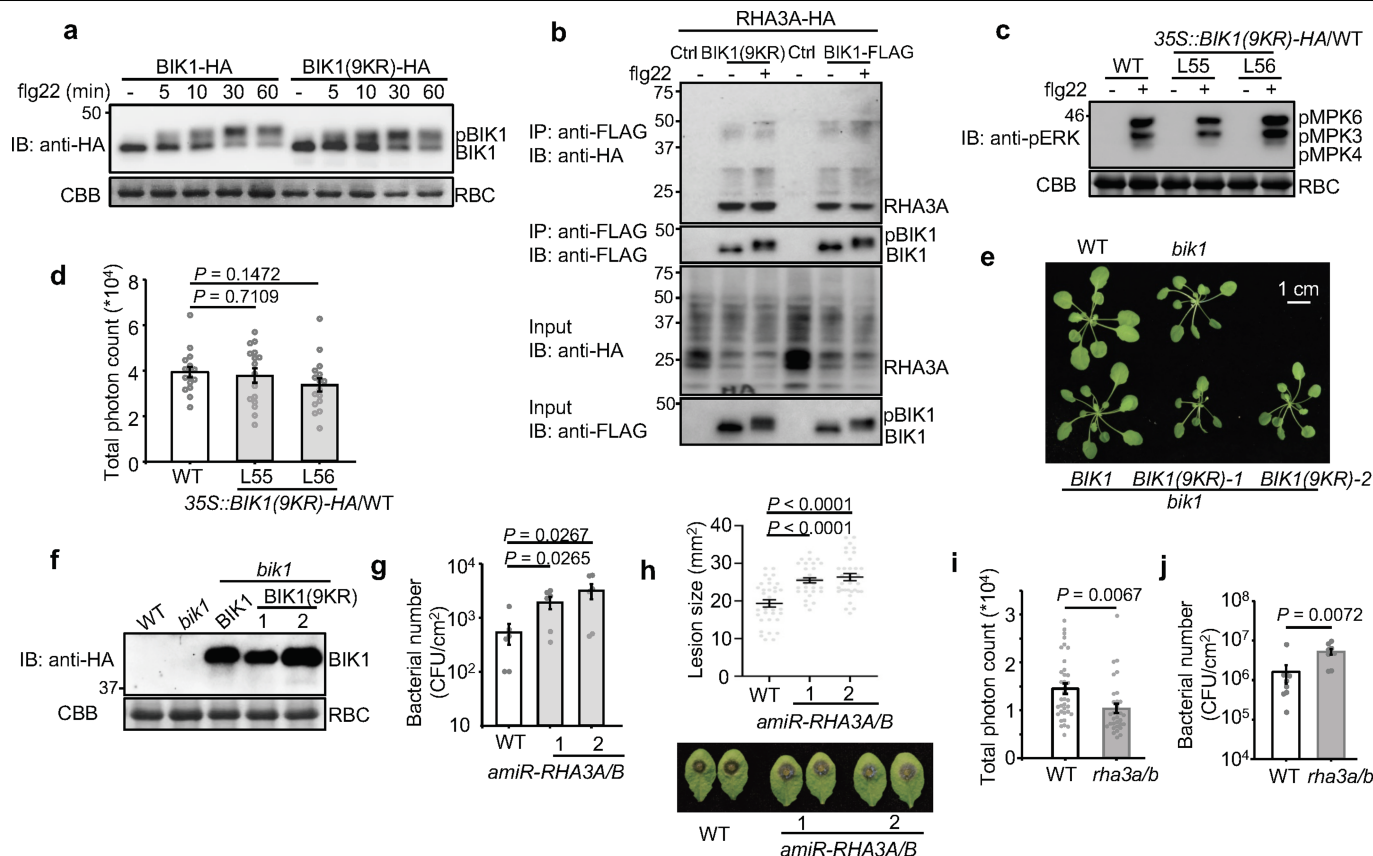 a
BIK1-HA
BIK1(9KR)-HA
flg22 (min)
- 5 10 30 60 - 5 10 30 60
50
IB: anti-HA
pBIK1
BIK1
CBB
RBC
b
RHA3A-HA
Ctrl BIK1(9KR) Ctrl BIK1-FLAG
flg22
- - + - - +
75
50
37
25
IP: anti-FLAG
IB: anti-HA
RHA3A
IP: anti-FLAG
IB: anti-FLAG
50
pBIK1
BIK1
75
50
37
25
Input
IB: anti-HA
RHA3A
Input
IB: anti-FLAG
50
pBIK1
BIK1
c
35S::BIK1(9KR)-HA/WT
WT L55 L56
flg22 - + - + - +
46
IB: anti-pERK
pMPK6
pMPK3
pMPK4
CBB
RBC
d
P = 0.1472
P = 0.7109
Total photon count (*10⁴)
8
6
4
2
0
WT L55 L56
35S::BIK1(9KR)-HA/WT
e
WT bik1
1 cm
BIK1 BIK1(9KR)-1 BIK1(9KR)-2
bik1
f
bik1
BIK1(9KR)
WT bik1 BIK1 1 2
IB: anti-HA
BIK1
37
CBB
RBC
g
P = 0.0267
P = 0.0265
Bacterial number
(CFU/cm²)
10⁴
10³
10²
10
WT 1 2
amiR-RHA3A/B
h
P < 0.0001
P < 0.0001
Lesion size (mm²)
40
30
20
10
0
WT
1 2
amiR-RHA3A/B
WT
1 2
amiR-RHA3A/B
i
P = 0.0067
Total photon count (*10⁴)
3
2
1
0
WT rha3a/b
j
P = 0.0072
Bacterial number
(CFU/cm²)
10⁸
10⁷
10⁶
10⁵
10⁴
WT rha3a/b